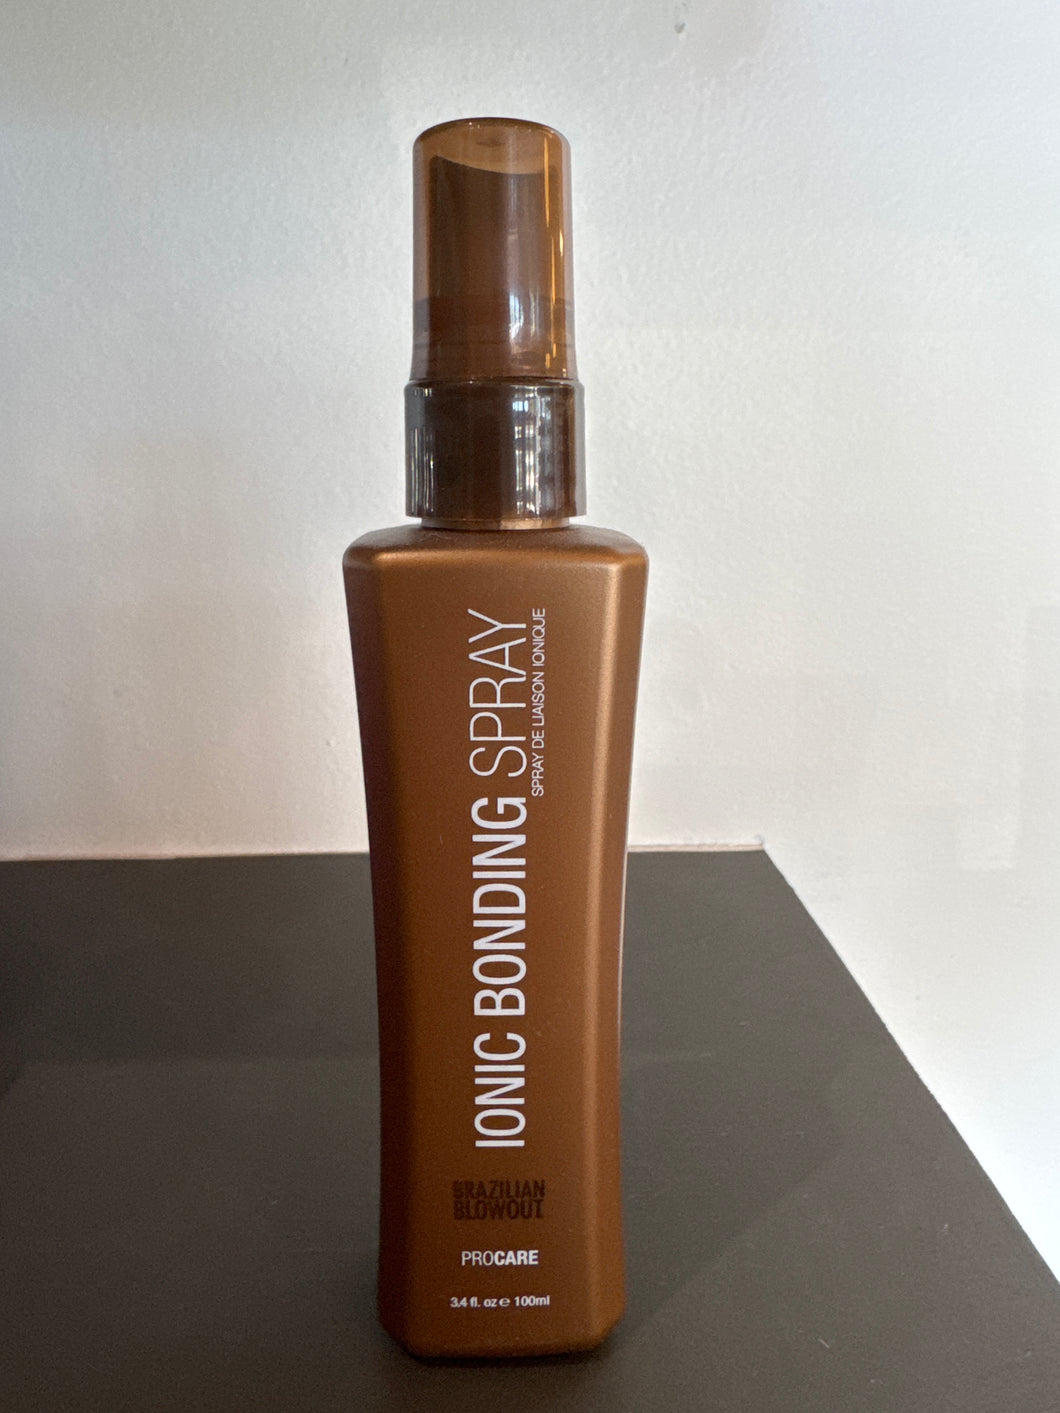 IONIC BONDING SPRAY
SPRAY DE LIAISON IONIQUE
BRAZILIAN
BLOWOUT
PROCARE
3.4 fl. oz e 100ml